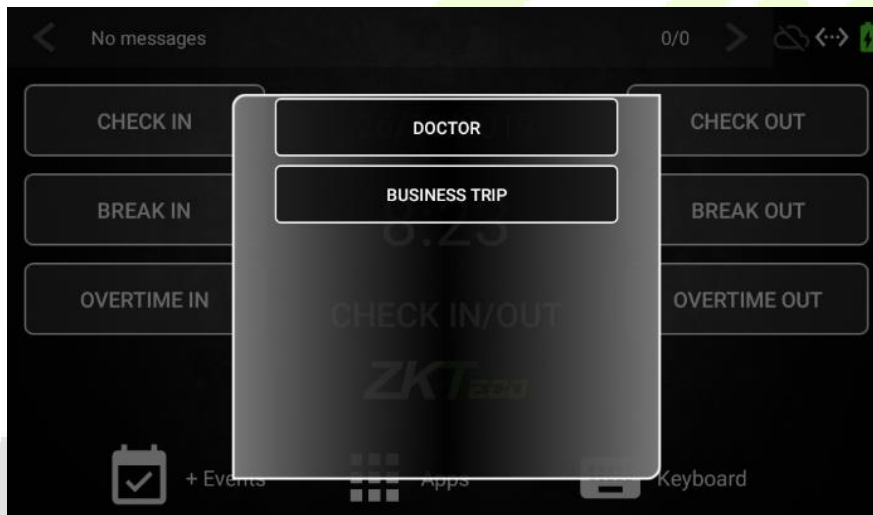 No messages 0/0
CHECK IN CHECK OUT
DOCTOR
BUSINESS TRIP
BREAK IN BREAK OUT
OVERTIME IN OVERTIME OUT
CHECK IN/OUT
ZKTeco
+ Events Apps Keyboard